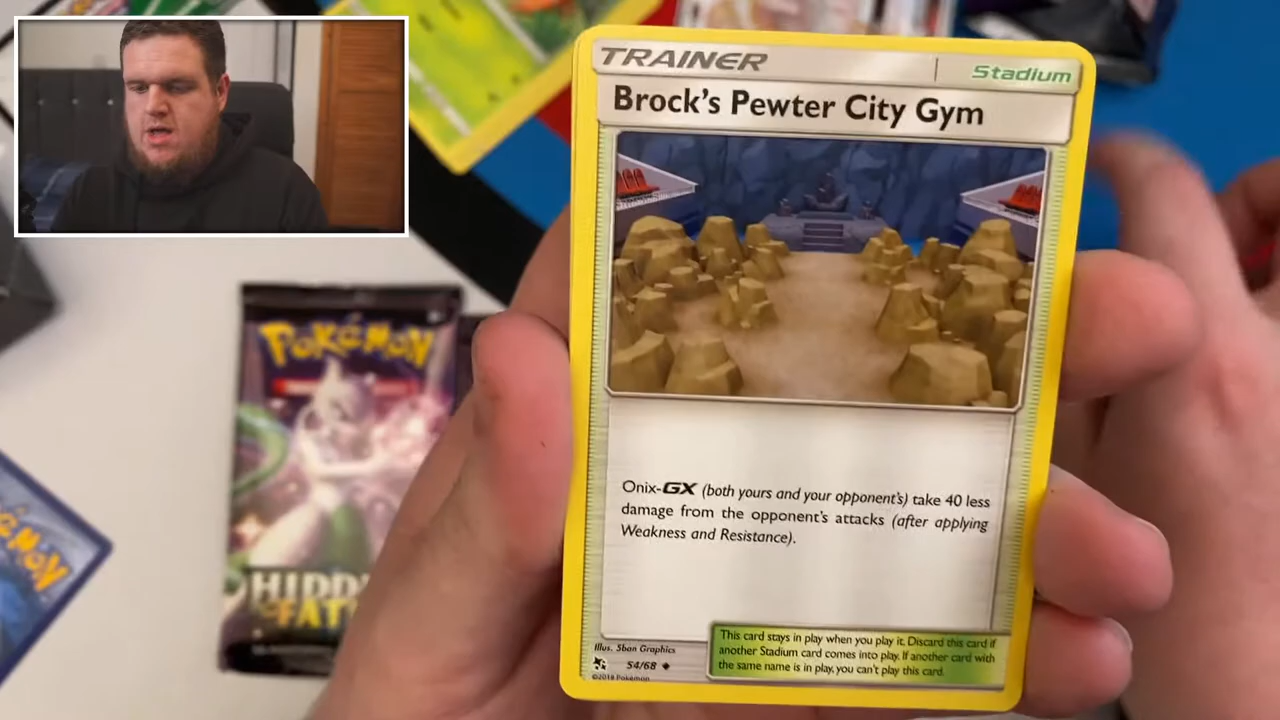 TRAINER
Stadium
Brock's Pewter City Gym
Onix-GX (both yours and your opponent's) take 40 less
damage from the opponent's attacks (after applying
Weakness and Resistance).
This card stays in play when you play it. Discard this card if
another Stadium card comes into play. If another card with
the same name is in play, you can't play this card.
Illus. 5ban Graphics
54/68
©2019 Pokémon
POKÉMON
HIDD
FAT